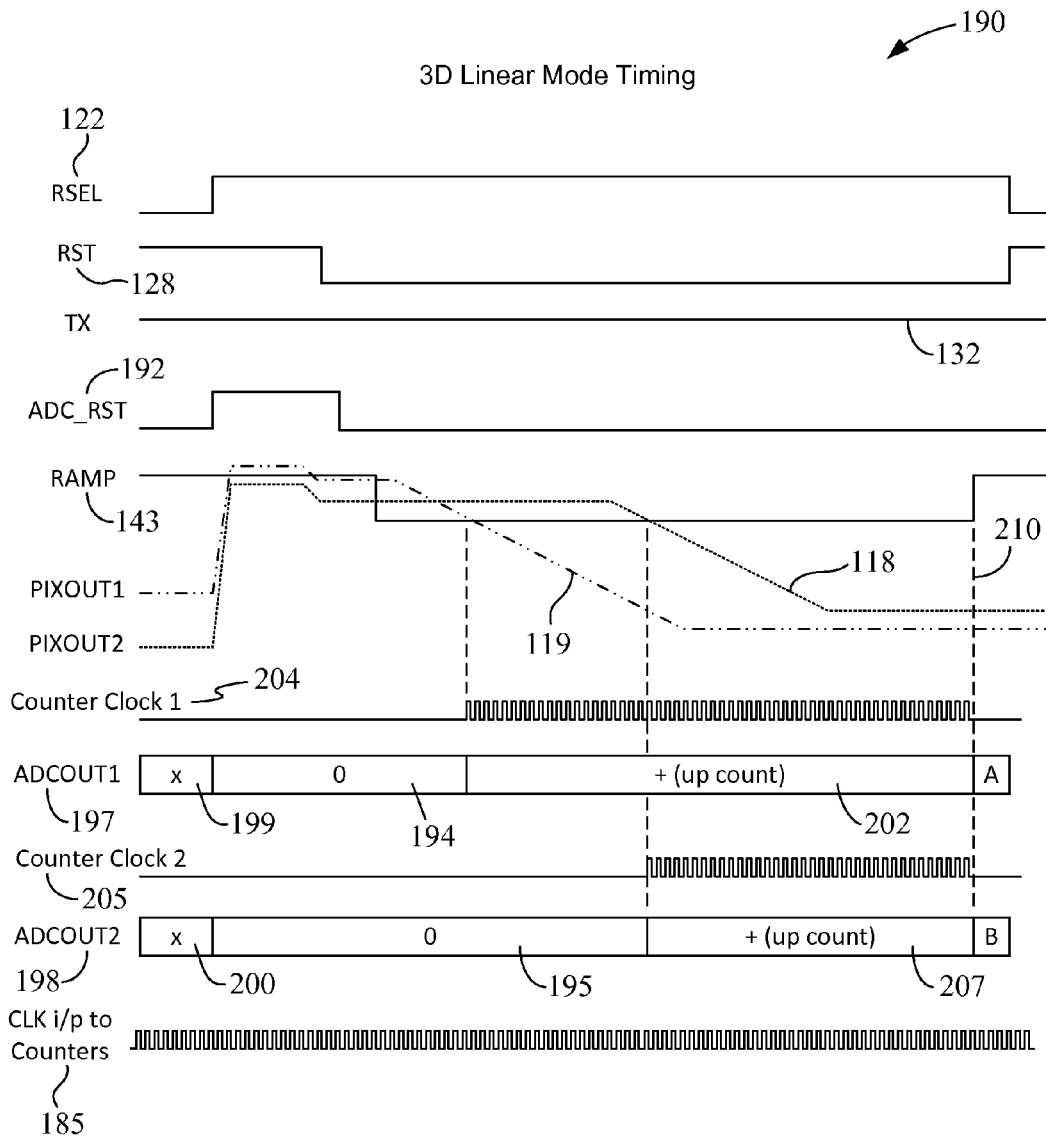 190
3D Linear Mode Timing
122
RSEL
RST
128
TX
132
192
ADC_RST
RAMP
143
210
118
PIXOUT1
119
PIXOUT2
204
Counter Clock 1
ADCOUT1
x
0
+ (up count)
A
197
199
194
202
Counter Clock 2
205
ADCOUT2
x
0
+ (up count)
B
198
200
195
207
CLK i/p to
Counters
185